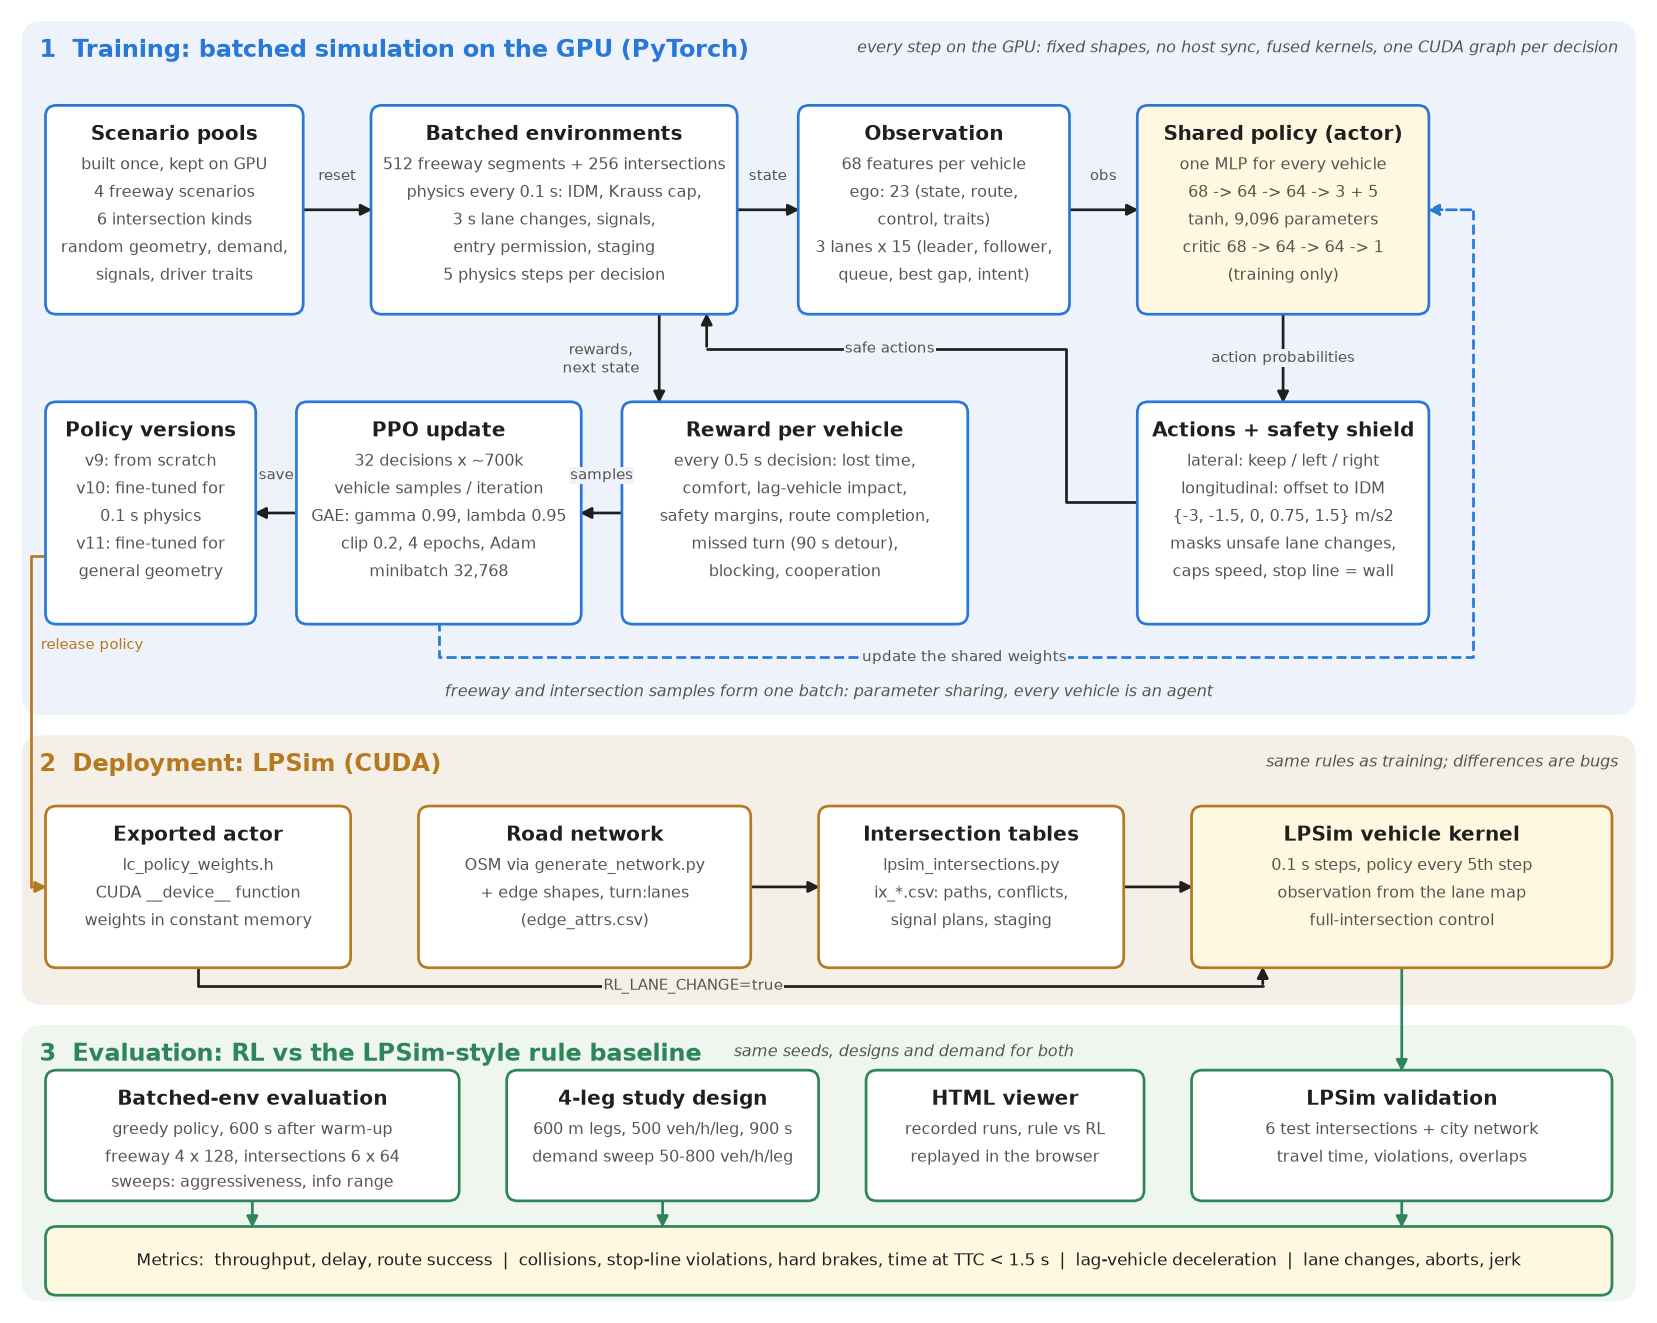 1 Training: batched simulation on the GPU (PyTorch)
every step on the GPU: fixed shapes, no host sync, fused kernels, one CUDA graph per decision
Scenario pools
built once, kept on GPU
4 freeway scenarios
6 intersection kinds
random geometry, demand,
signals, driver traits
reset
Batched environments
512 freeway segments + 256 intersections
physics every 0.1 s: IDM, Krauss cap,
3 s lane changes, signals,
entry permission, staging
5 physics steps per decision
state
Observation
68 features per vehicle
ego: 23 (state, route,
control, traits)
3 lanes x 15 (leader, follower,
queue, best gap, intent)
obs
Shared policy (actor)
one MLP for every vehicle
68 -> 64 -> 64 -> 3 + 5
tanh, 9,096 parameters
critic 68 -> 64 -> 64 -> 1
(training only)
rewards,
next state
safe actions
action probabilities
Policy versions
v9: from scratch
v10: fine-tuned for
0.1 s physics
v11: fine-tuned for
general geometry
save
PPO update
32 decisions x ~700k
vehicle samples / iteration
GAE: gamma 0.99, lambda 0.95
clip 0.2, 4 epochs, Adam
minibatch 32,768
samples
Reward per vehicle
every 0.5 s decision: lost time,
comfort, lag-vehicle impact,
safety margins, route completion,
missed turn (90 s detour),
blocking, cooperation
Actions + safety shield
lateral: keep / left / right
longitudinal: offset to IDM
{-3, -1.5, 0, 0.75, 1.5} m/s2
masks unsafe lane changes,
caps speed, stop line = wall
release policy
update the shared weights
freeway and intersection samples form one batch: parameter sharing, every vehicle is an agent
2 Deployment: LPSim (CUDA)
same rules as training; differences are bugs
Exported actor
lc_policy_weights.h
CUDA __device__ function
weights in constant memory
Road network
OSM via generate_network.py
+ edge shapes, turn:lanes
(edge_attrs.csv)
Intersection tables
lpsim_intersections.py
ix_*.csv: paths, conflicts,
signal plans, staging
LPSim vehicle kernel
0.1 s steps, policy every 5th step
observation from the lane map
full-intersection control
RL_LANE_CHANGE=true
3 Evaluation: RL vs the LPSim-style rule baseline
same seeds, designs and demand for both
Batched-env evaluation
greedy policy, 600 s after warm-up
freeway 4 x 128, intersections 6 x 64
sweeps: aggressiveness, info range
4-leg study design
600 m legs, 500 veh/h/leg, 900 s
demand sweep 50-800 veh/h/leg
HTML viewer
recorded runs, rule vs RL
replayed in the browser
LPSim validation
6 test intersections + city network
travel time, violations, overlaps
Metrics: throughput, delay, route success | collisions, stop-line violations, hard brakes, time at TTC < 1.5 s | lag-vehicle deceleration | lane changes, aborts, jerk